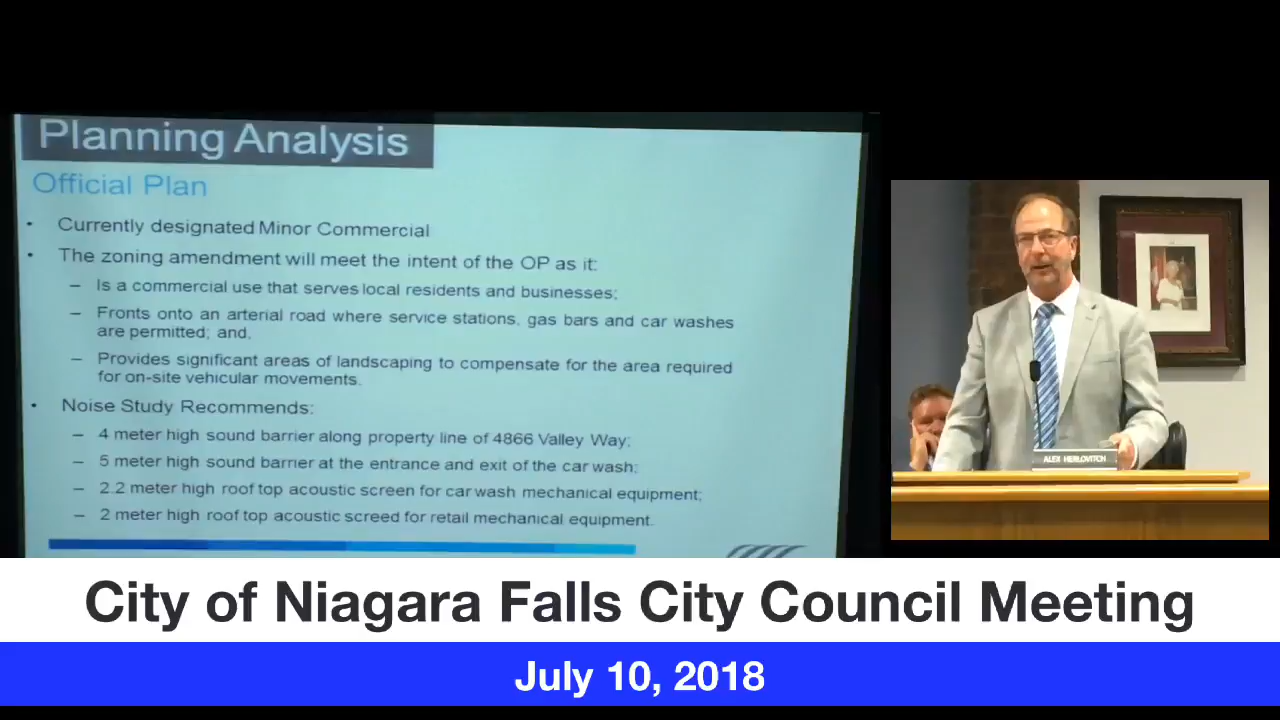 Planning Analysis
Official Plan
• Currently designated Minor Commercial
• The zoning amendment will meet the intent of the OP as it:
– Is a commercial use that serves local residents and businesses;
– Fronts onto an arterial road where service stations, gas bars and car washes
are permitted; and,
– Provides significant areas of landscaping to compensate for the area required
for on-site vehicular movements.
• Noise Study Recommends:
– 4 meter high sound barrier along property line of 4866 Valley Way;
– 5 meter high sound barrier at the entrance and exit of the car wash;
– 2.2 meter high roof top acoustic screen for car wash mechanical equipment;
– 2 meter high roof top acoustic screed for retail mechanical equipment.
ALEX HERLOVITCH
City of Niagara Falls City Council Meeting
July 10, 2018